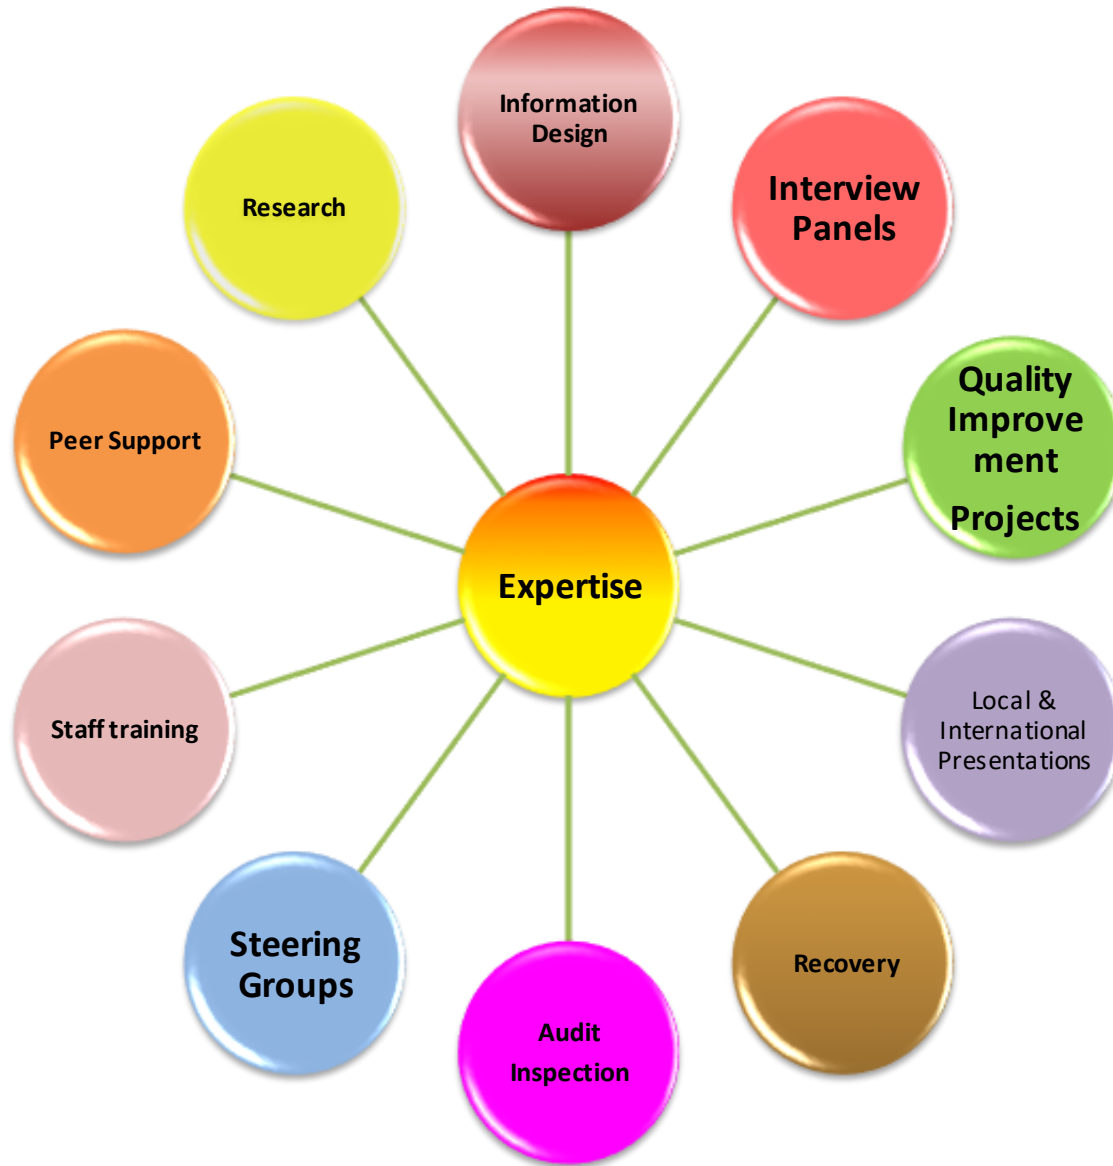 Information
Design
Interview
Panels
Quality
Improve
ment
Projects
Local &
International
Presentations
Recovery
Audit
Inspection
Steering
Groups
Staff training
Peer Support
Research
Expertise